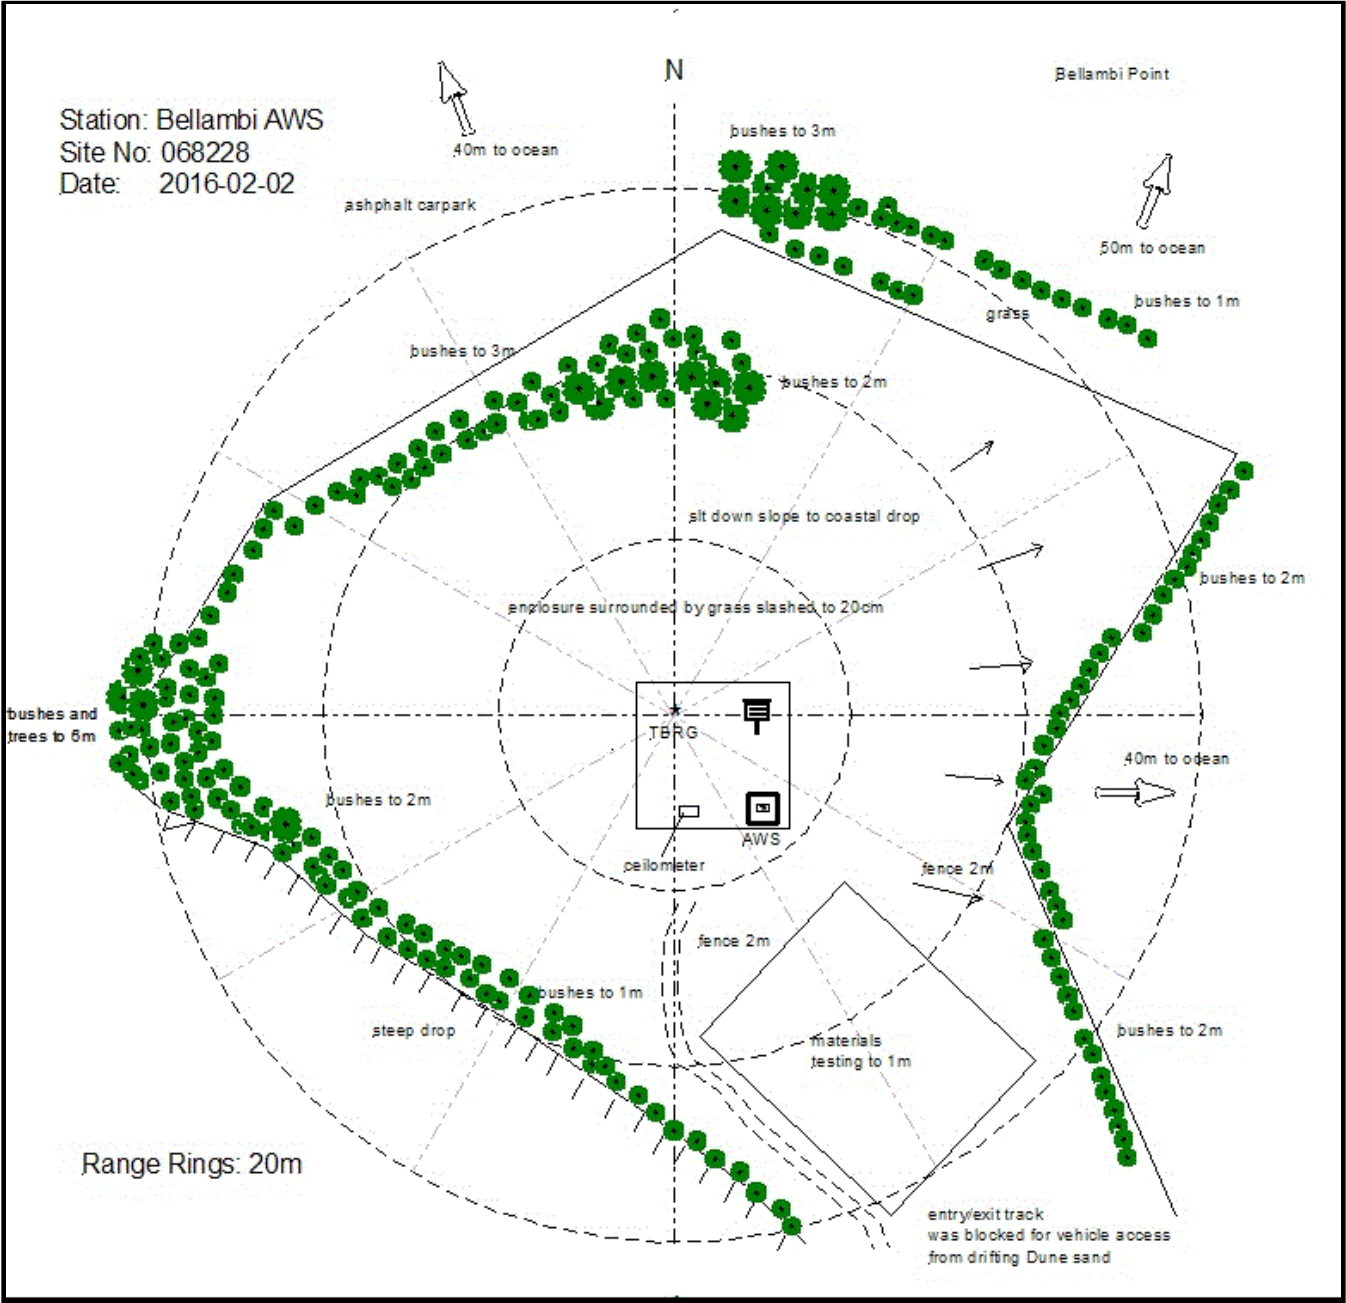 N
Bellambi Point
Station: Bellambi AWS
Site No: 068228
Date: 2016-02-02
bushes to 3m
40m to ocean
ashphalt carpark
50m to ocean
bushes to 1m
grass
bushes to 3m
bushes to 2m
slt down slope to coastal drop
bushes to 2m
enclosure surrounded by grass slashed to 20cm
bushes and
trees to 6m
TBRG
40m to ocean
bushes to 2m
AWS
ceilometer
fence 2m
fence 2m
bushes to 1m
steep drop
bushes to 2m
materials
testing to 1m
Range Rings: 20m
entry/exit track
was blocked for vehicle access
from drifting Dune sand